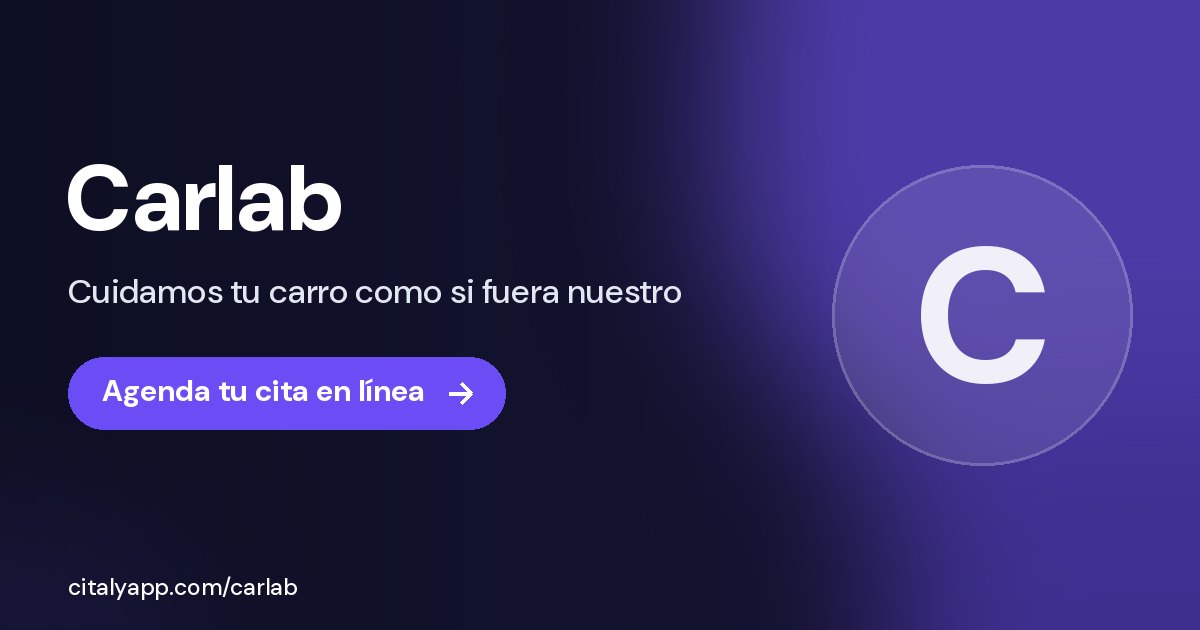 Carlab
Cuidamos tu carro como si fuera nuestro
Agenda tu cita en línea →
C
citalyapp.com/carlab